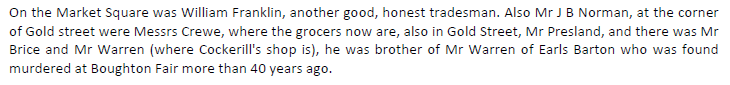 On the Market Square was William Franklin, another good, honest tradesman. Also Mr J B Norman, at the corner
of Gold street were Messrs Crewe, where the grocers now are, also in Gold Street, Mr Presland, and there was Mr
Brice and Mr Warren (where Cockerill's shop is), he was brother of Mr Warren of Earls Barton who was found
murdered at Boughton Fair more than 40 years ago.